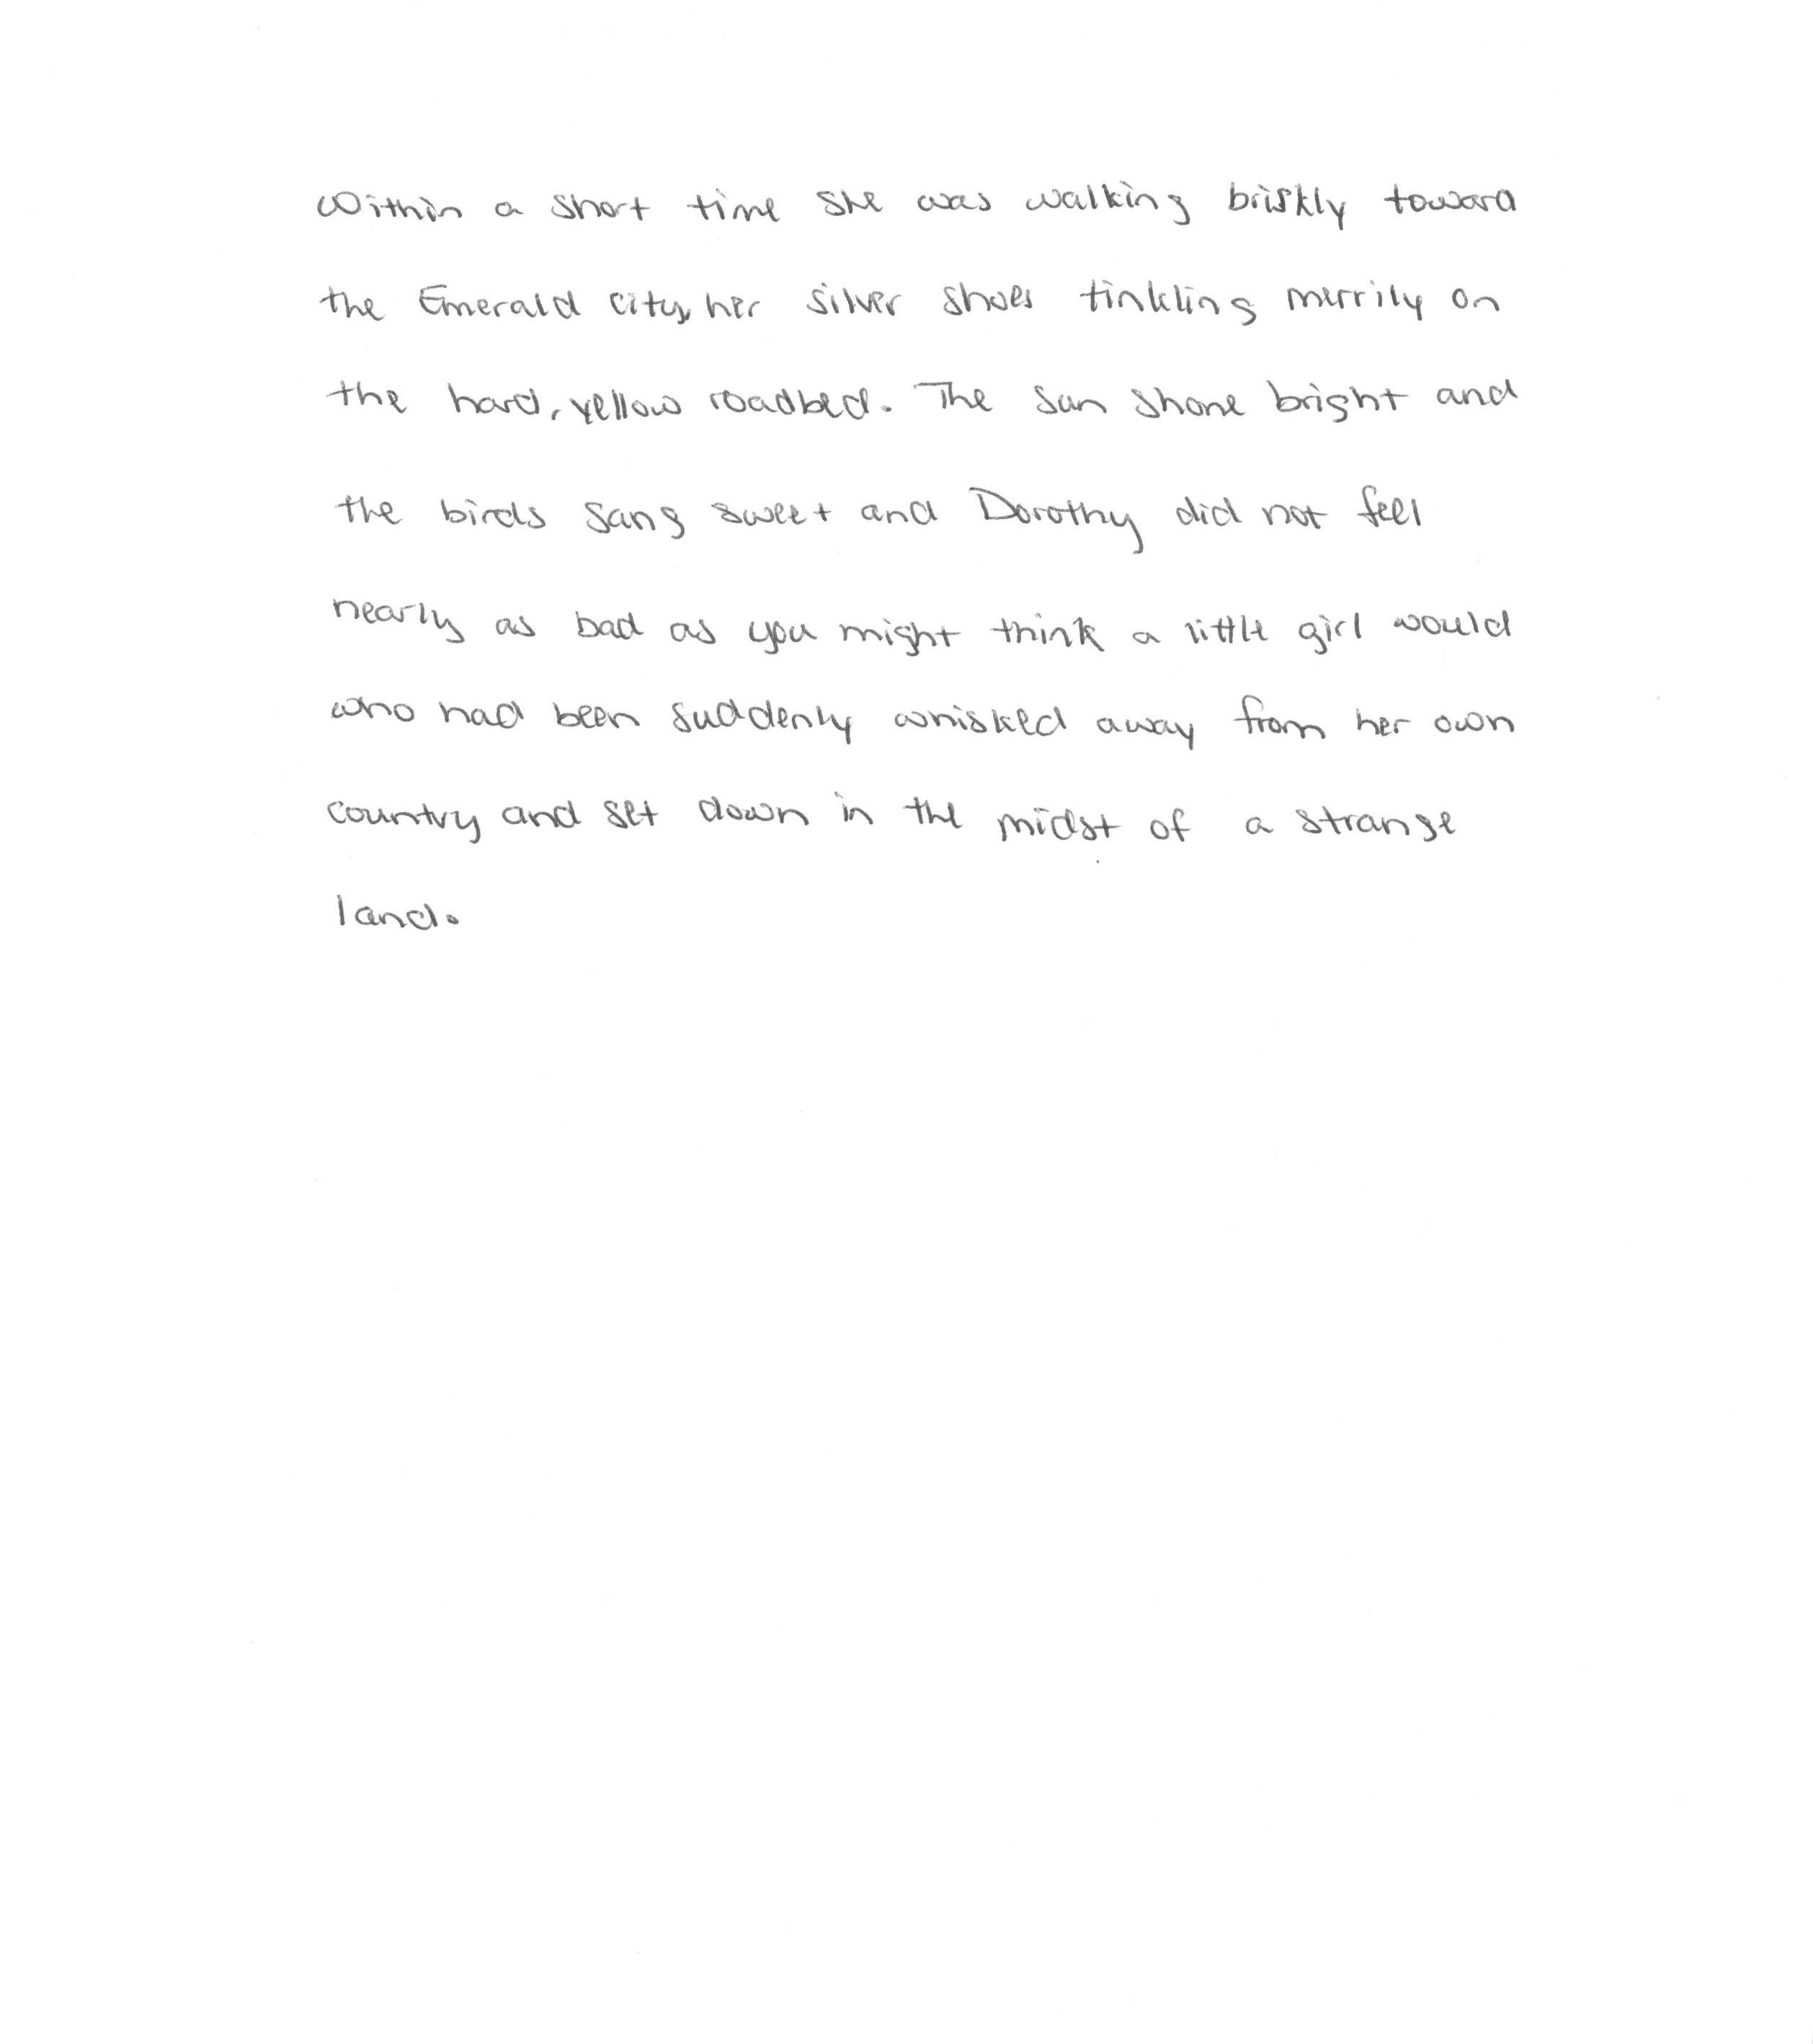 Within a short time she was walking briskly toward
the Emerald City, her silver shoes tinkling merrily on
the hard, yellow roadbed. The sun shone bright and
the birds sang sweet and Dorothy did not feel
nearly as bad as you might think a little girl would
who had been suddenly whisked away from her own
country and set down in the midst of a strange
land.